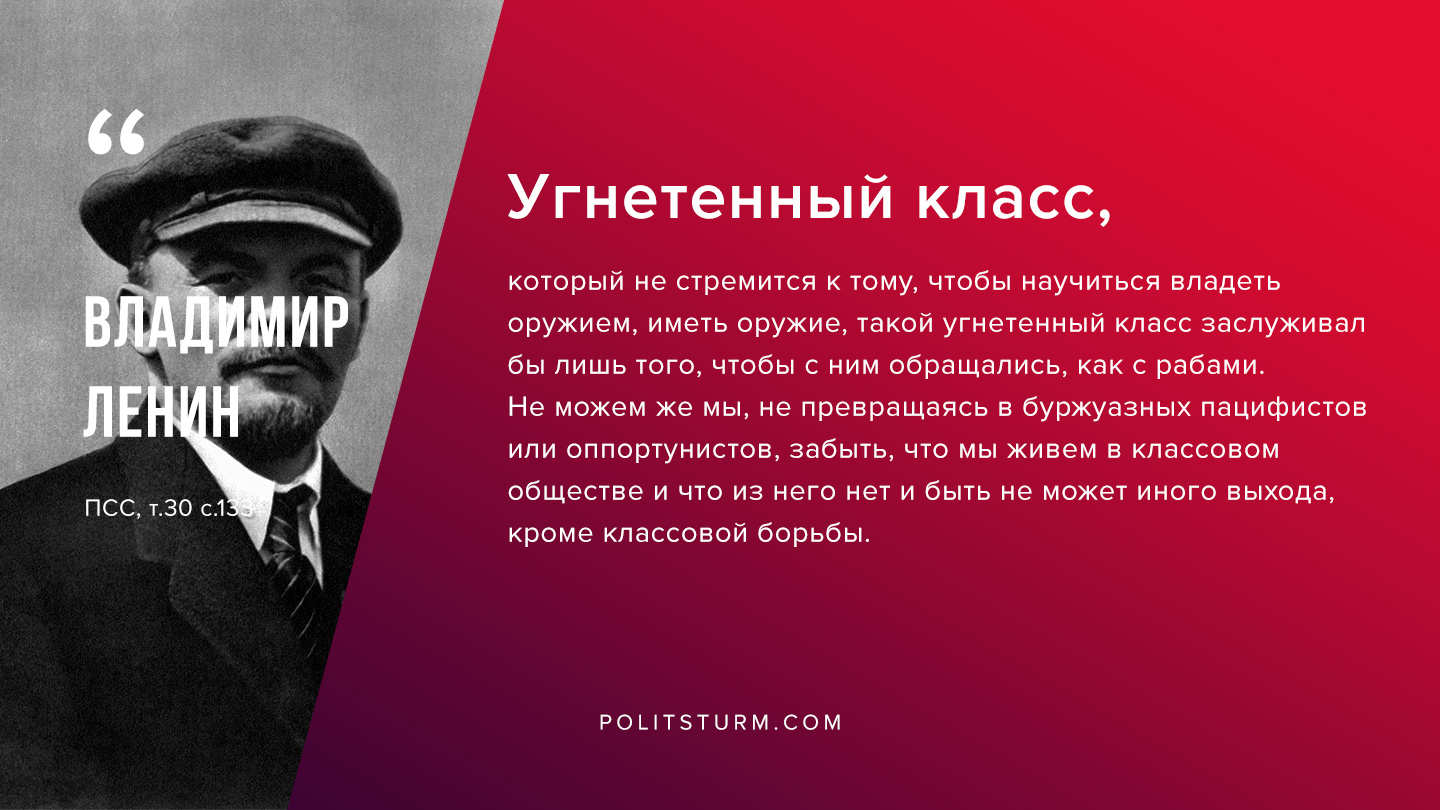 “
ВЛАДИМИР
ЛЕНИН
ПСС, т.30 с.133
Угнетенный класс,
который не стремится к тому, чтобы научиться владеть
оружием, иметь оружие, такой угнетенный класс заслуживал
бы лишь того, чтобы с ним обращались, как с рабами.
Не можем же мы, не превращаясь в буржуазных пацифистов
или оппортунистов, забыть, что мы живем в классовом
обществе и что из него нет и быть не может иного выхода,
кроме классовой борьбы.
POLITSTURM.COM